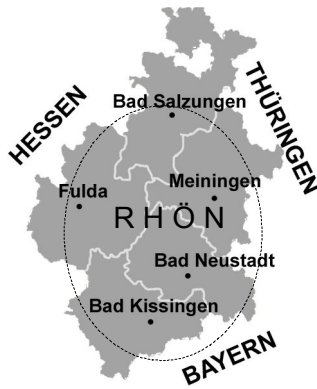 HESSEN
THÜRINGEN
Bad Salzungen
Fulda
Meiningen
RHÖN
Bad Neustadt
Bad Kissingen
BAYERN